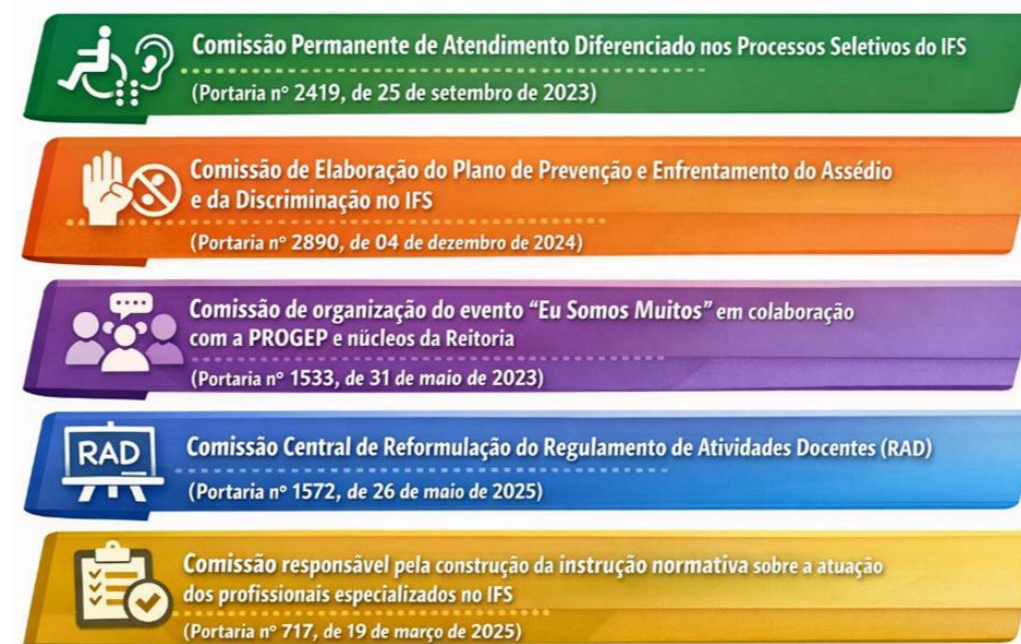 Comissão Permanente de Atendimento Diferenciado nos Processos Seletivos do IFS
(Portaria nº 2419, de 25 de setembro de 2023)
Comissão de Elaboração do Plano de Prevenção e Enfrentamento do Assédio
e da Discriminação no IFS
(Portaria nº 2890, de 04 de dezembro de 2024)
Comissão de organização do evento “Eu Somos Muitos” em colaboração
com a PROGEP e núcleos da Reitoria
(Portaria nº 1533, de 31 de maio de 2023)
RAD
Comissão Central de Reformulação do Regulamento de Atividades Docentes (RAD)
(Portaria nº 1572, de 26 de maio de 2025)
Comissão responsável pela construção da instrução normativa sobre a atuação
dos profissionais especializados no IFS
(Portaria nº 717, de 19 de março de 2025)